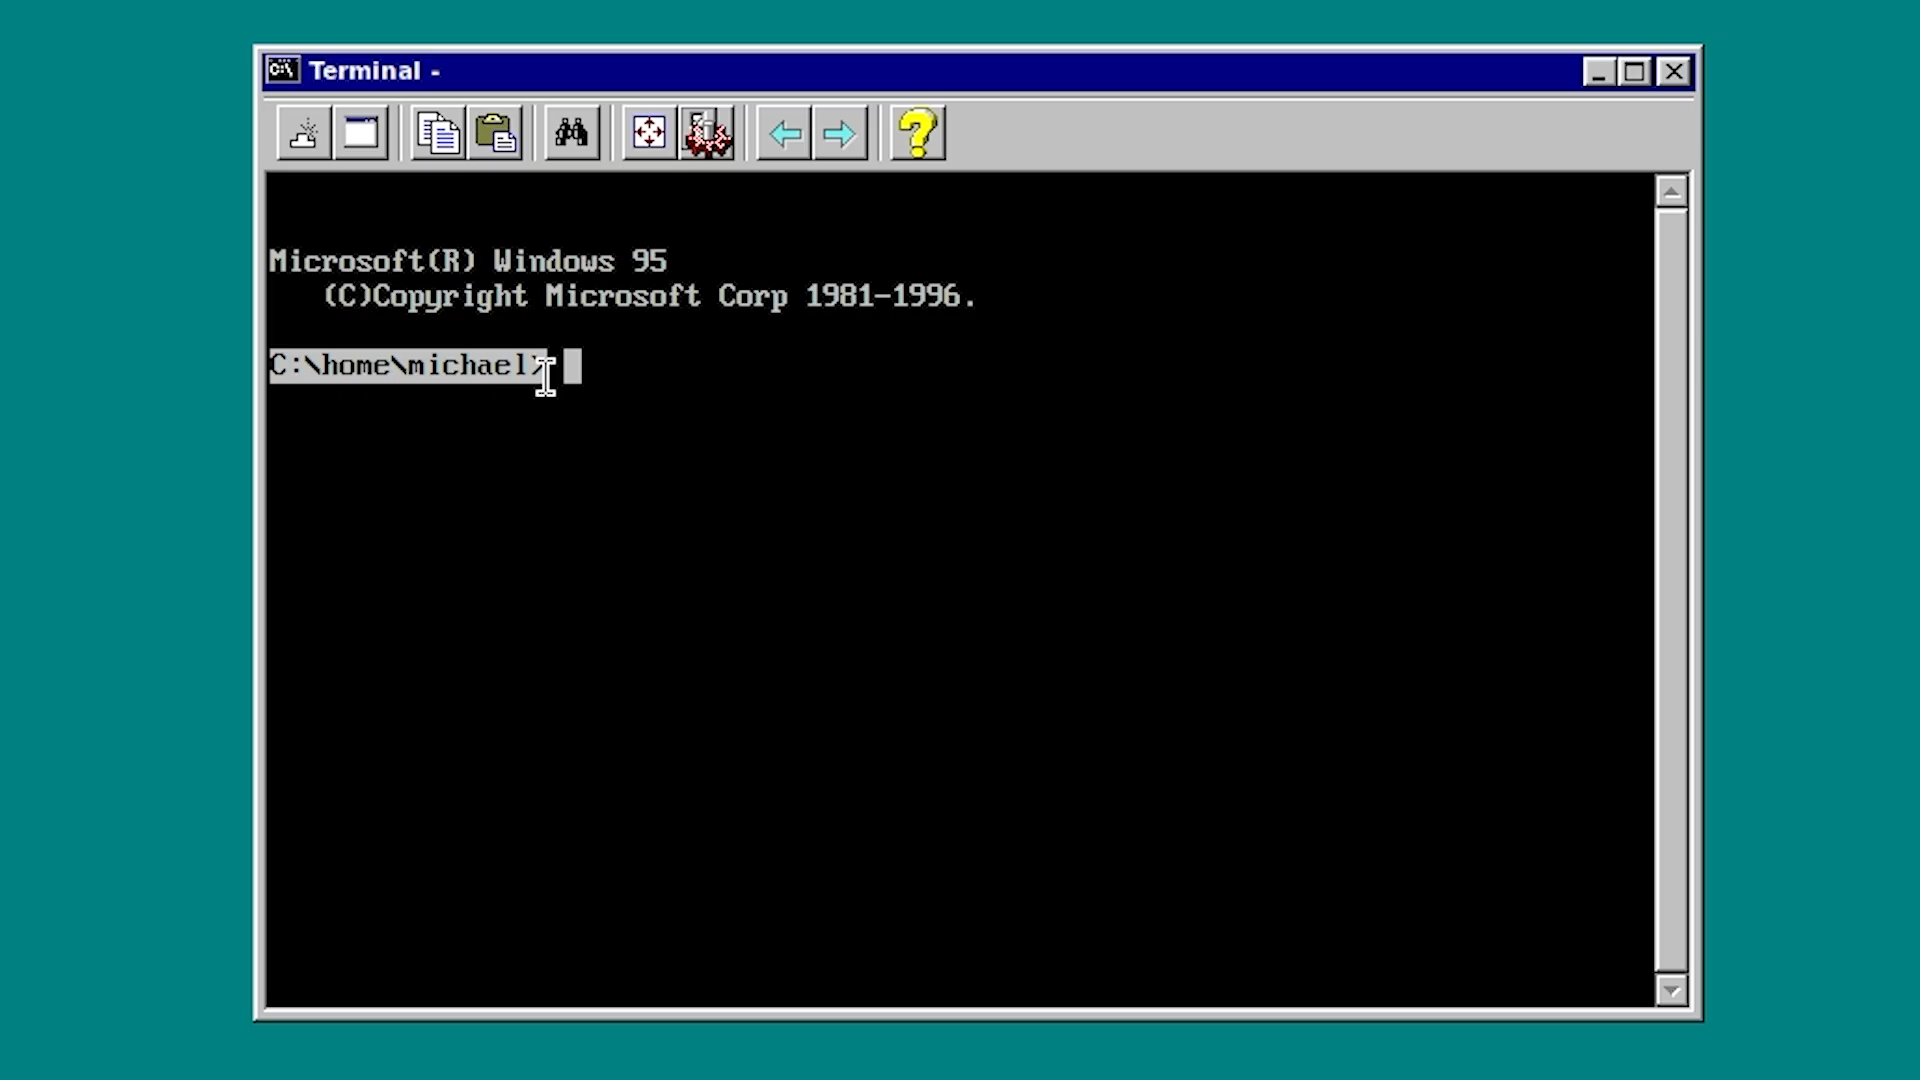 Terminal -
Microsoft(R) Windows 95
(C)Copyright Microsoft Corp 1981-1996.
C:\home\michael>